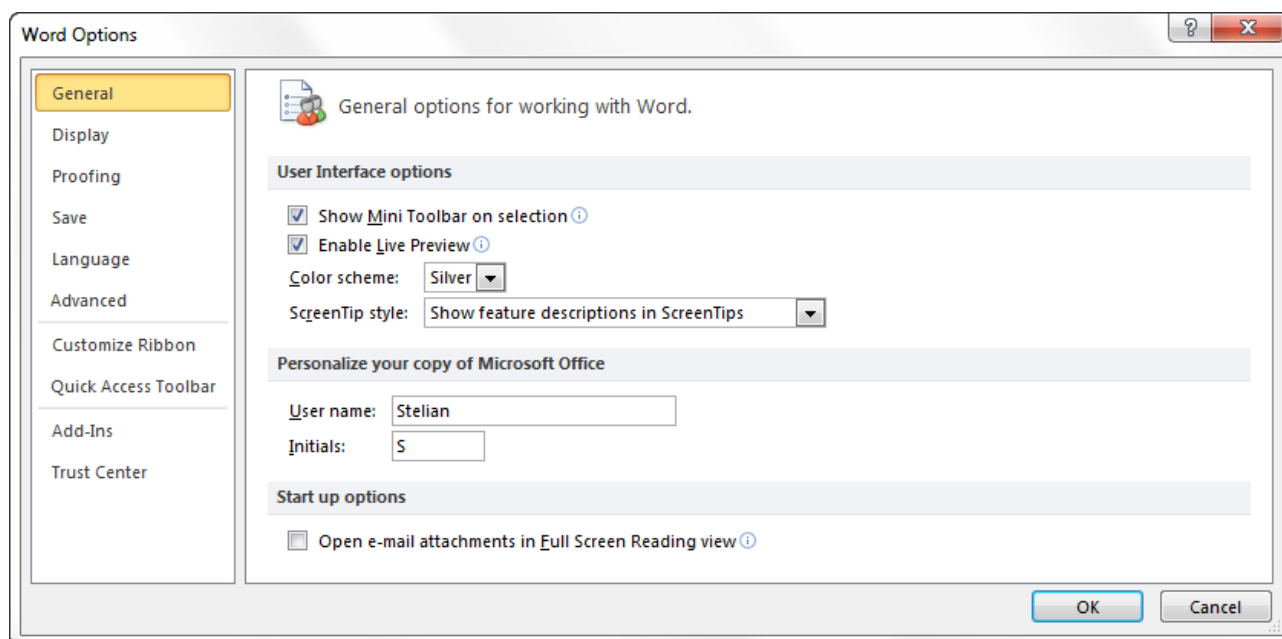 Word Options
General
Display
Proofing
Save
Language
Advanced
Customize Ribbon
Quick Access Toolbar
Add-Ins
Trust Center
General options for working with Word.
User Interface options
Show Mini Toolbar on selection
Enable Live Preview
Color scheme: Silver
ScreenTip style: Show feature descriptions in ScreenTips
Personalize your copy of Microsoft Office
User name: Stelian
Initials: S
Start up options
Open e-mail attachments in Full Screen Reading view
OK Cancel